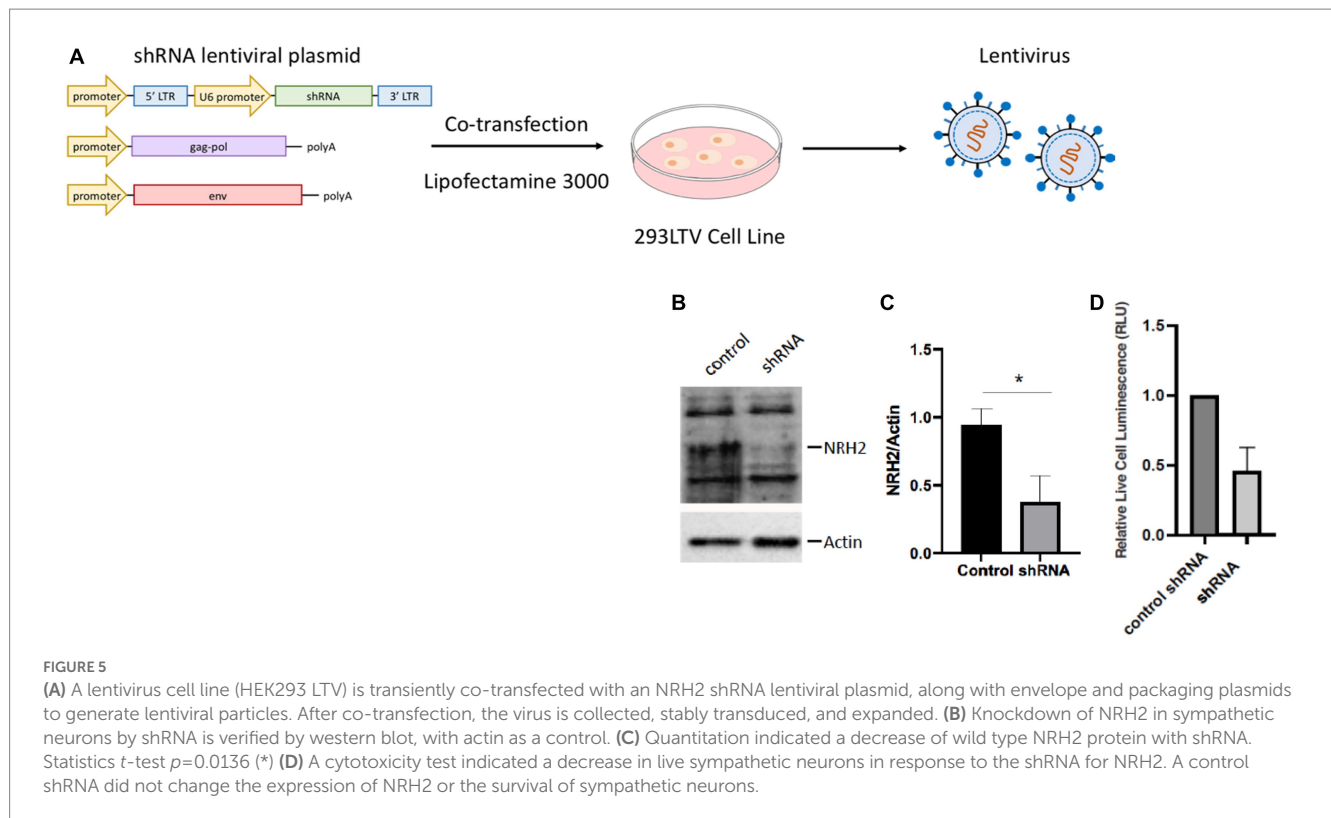 A
shRNA lentiviral plasmid
Lentivirus
promoter 5' LTR U6 promoter shRNA 3' LTR
promoter gag-pol polyA
promoter env polyA
Co-transfection
Lipofectamine 3000
293LTV Cell Line
B
control shRNA
NRH2
Actin
C
NRH2/Actin
1.5
1.0
0.5
0.0
*
Control shRNA
D
Relative Live Cell Luminescence (RLU)
1.5
1.0
0.5
0.0
control shRNA
shRNA
FIGURE 5
(A) A lentivirus cell line (HEK293 LTV) is transiently co-transfected with an NRH2 shRNA lentiviral plasmid, along with envelope and packaging plasmids
to generate lentiviral particles. After co-transfection, the virus is collected, stably transduced, and expanded. (B) Knockdown of NRH2 in sympathetic
neurons by shRNA is verified by western blot, with actin as a control. (C) Quantitation indicated a decrease of wild type NRH2 protein with shRNA.
Statistics t-test p=0.0136 (*) (D) A cytotoxicity test indicated a decrease in live sympathetic neurons in response to the shRNA for NRH2. A control
shRNA did not change the expression of NRH2 or the survival of sympathetic neurons.